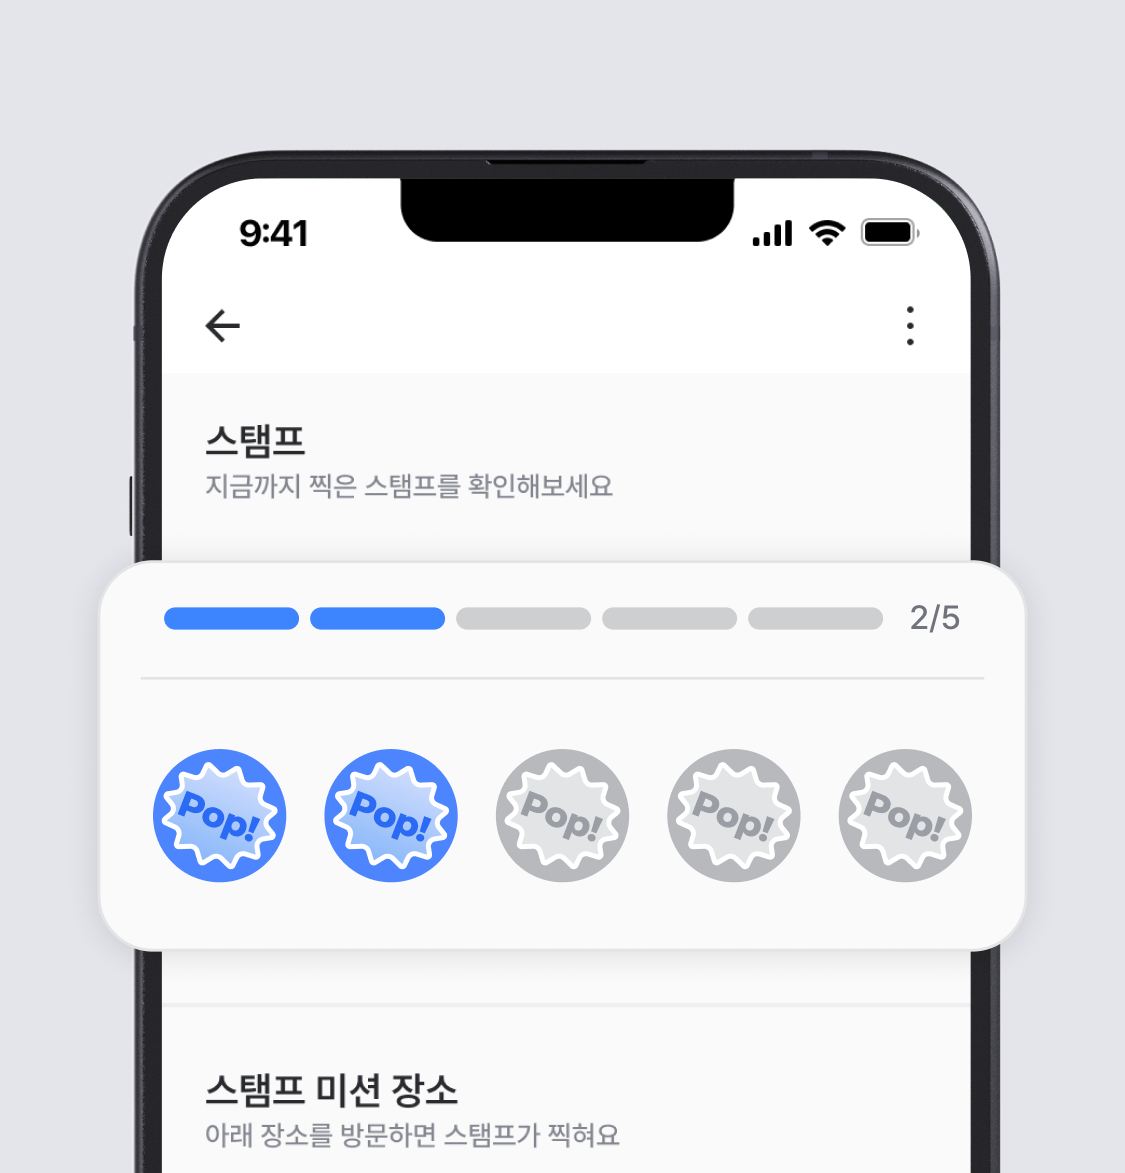 9:41
스탬프
지금까지 찍은 스탬프를 확인해보세요
2/5
Pop! Pop! Pop! Pop! Pop!
스탬프 미션 장소
아래 장소를 방문하면 스탬프가 찍혀요